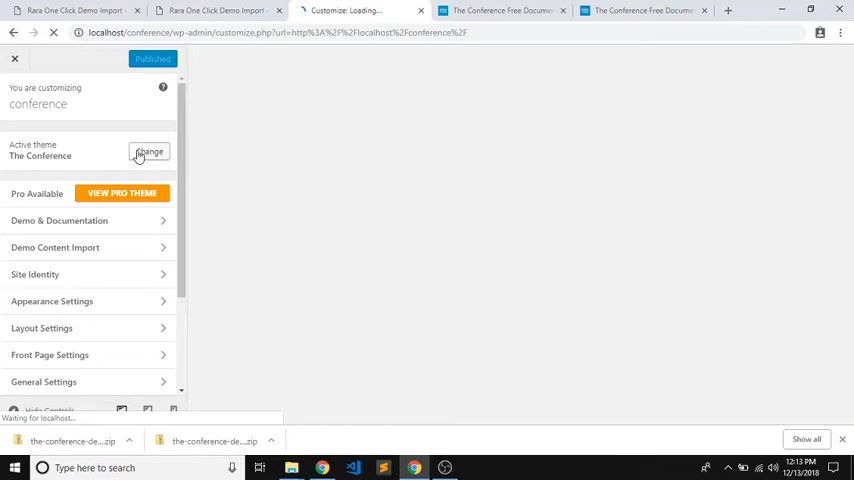 Rara One Click Demo Import -
Rara One Click Demo Import -
Customize: Loading...
The Conference Free Documen
The Conference Free Documen
localhost/conference/wp-admin/customize.php?url=http%3A%2F%2Flocalhost%2Fconference%2F
Published
You are customizing
conference
Active theme
The Conference
Change
Pro Available
VIEW PRO THEME
Demo & Documentation
Demo Content Import
Site Identity
Appearance Settings
Layout Settings
Front Page Settings
General Settings
Hide Controls
Waiting for localhost...
the-conference-de....zip
the-conference-de....zip
Show all
Type here to search
12:13 PM
12/13/2018